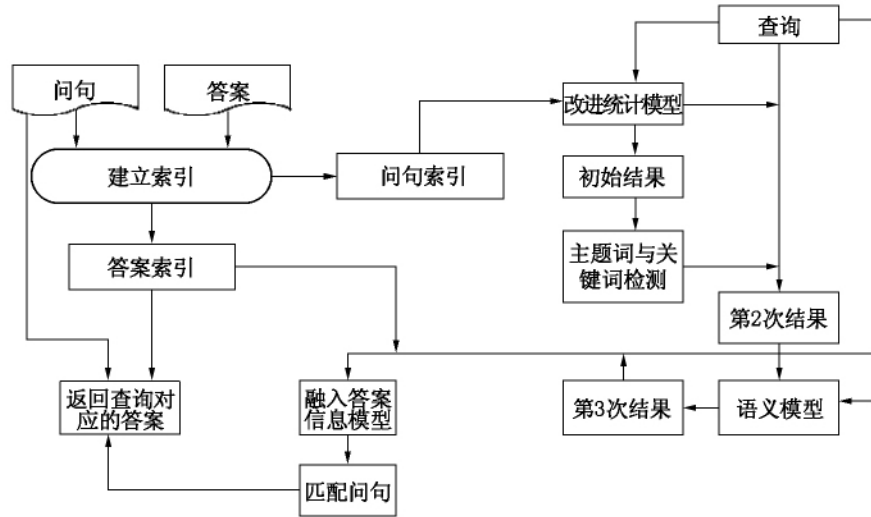 查询
问句
答案
改进统计模型
建立索引
问句索引
初始结果
主题词与关
键词检测
答案索引
第2次结果
返回查询对
应的答案
融入答案
信息模型
第3次结果
语义模型
匹配问句